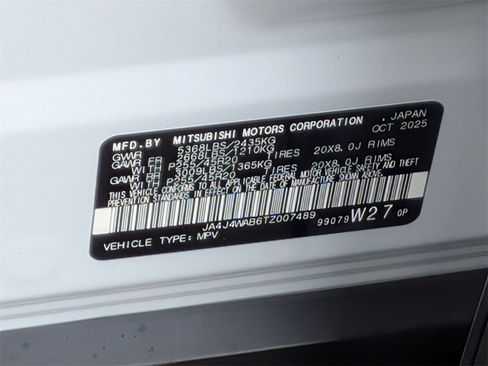 MFD.BY MITSUBISHI MOTORS CORPORATION , JAPAN
GVWR 5368LBS/2435KG OCT 2025
GAWR FR 2668LBS/1210KG
WITH P255/45R20 TIRES 20X8.0J RIMS
GAWR RR 3009LBS/1365KG
WITH P255/45R20 TIRES 20X8.0J RIMS
THIS VEHICLE CONFORMS TO ALL APPLICABLE FEDERAL MOTOR VEHICLE SAFETY AND THEFT
PREVENTION STANDARDS IN EFFECT ON THE DATE OF MANUFACTURE SHOWN ABOVE.
JA4J4WAB6TZ007489
VEHICLE TYPE: MPV 99079 W27 0P